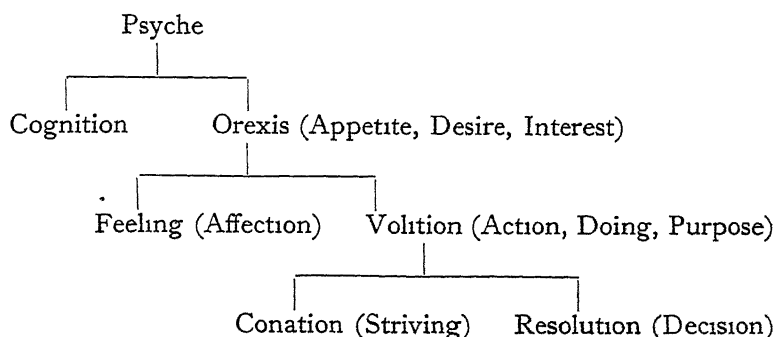 Psyche
Cognition Orexis (Appetite, Desire, Interest)
Feeling (Affection) Volition (Action, Doing, Purpose)
Conation (Striving) Resolution (Decision)